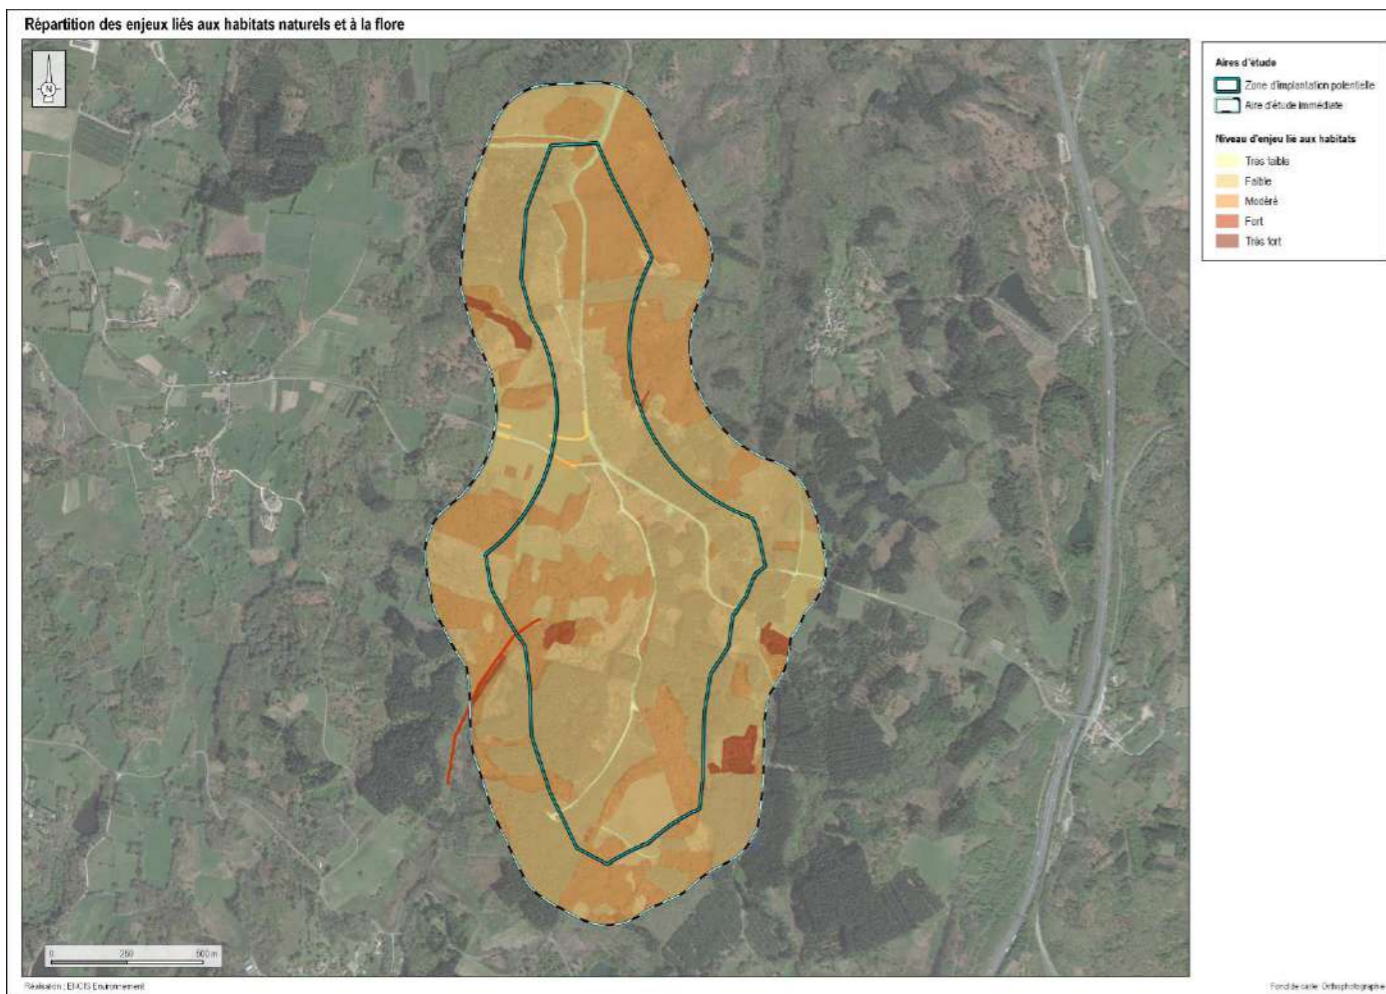 Répartition des enjeux liés aux habitats naturels et à la flore
N
Aires d'étude
Zone d'implantation potentielle
Aire d'étude immédiate
Niveau d'enjeu lié aux habitats
Très faible
Faible
Modéré
Fort
Très fort
0 250 500 m
Réalisation : ENCIS Environnement
Fond de carte: Orthophotographie